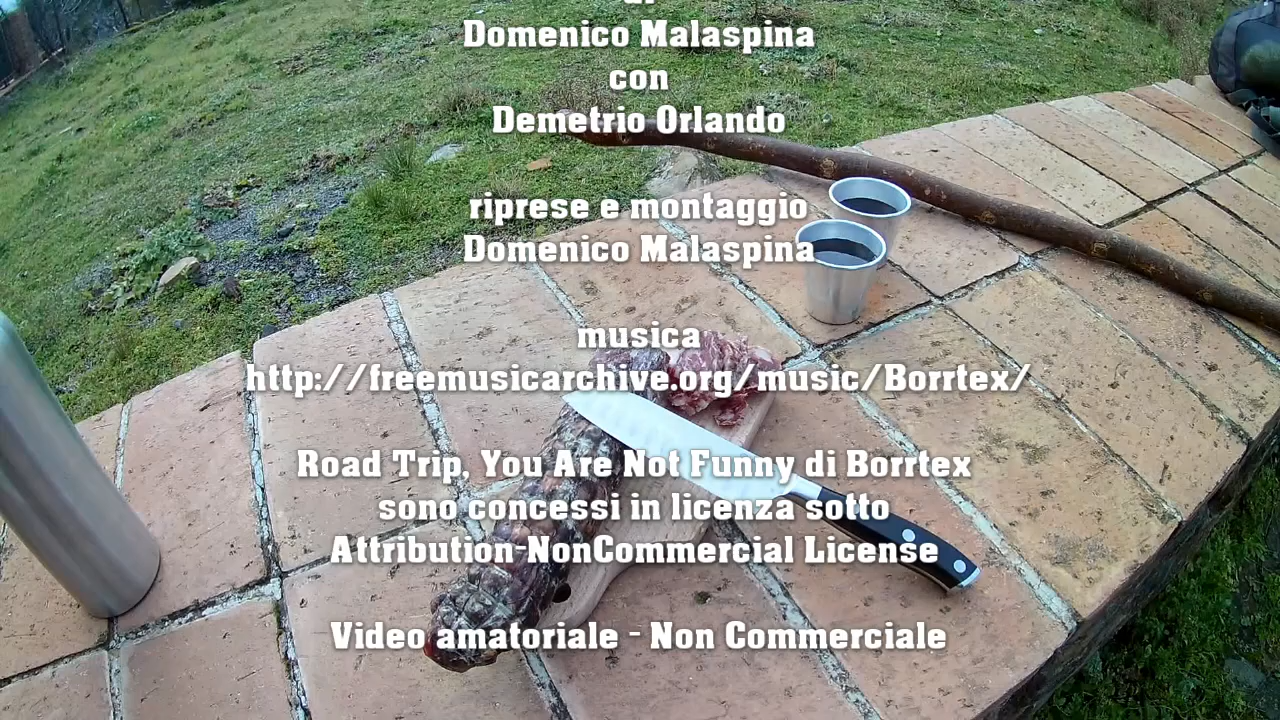 di
Domenico Malaspina
con
Demetrio Orlando
riprese e montaggio
Domenico Malaspina
musica
http://freemusicarchive.org/music/Borrtex/
Road Trip, You Are Not Funny di Borrtex
sono concessi in licenza sotto
Attribution-NonCommercial License
Video amatoriale - Non Commerciale